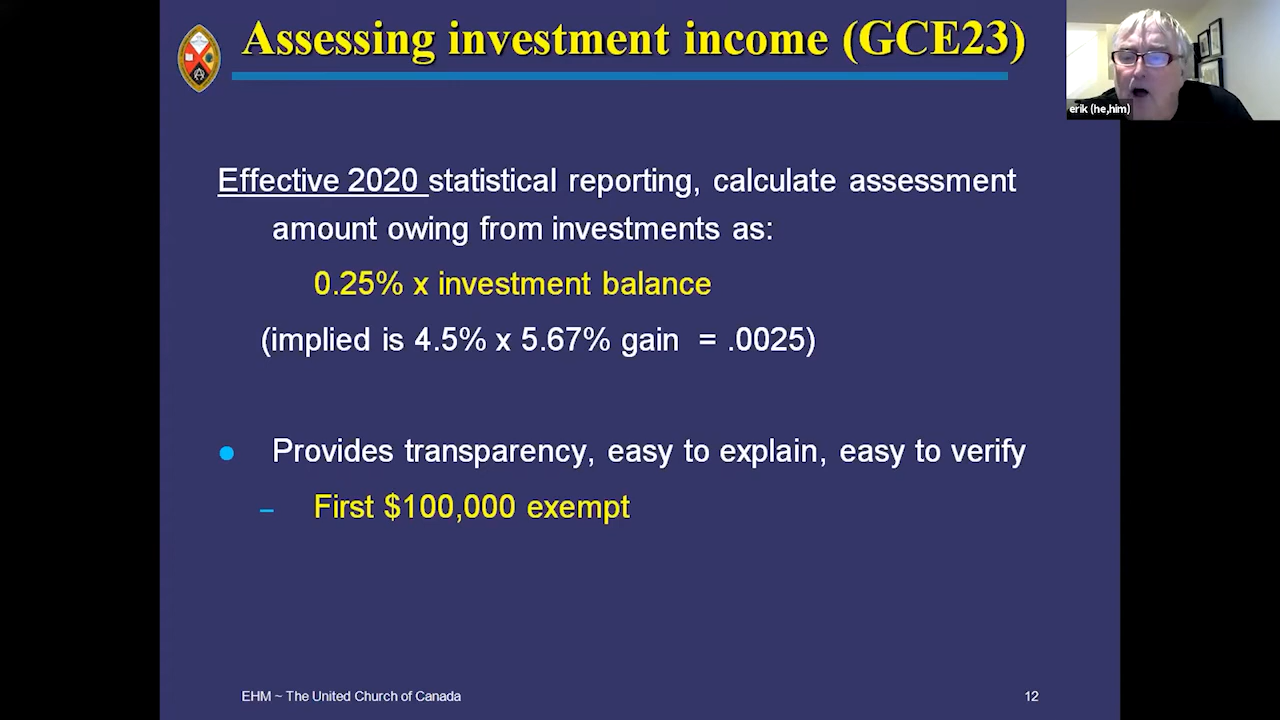 Assessing investment income (GCE23)
erik (he,him)
Effective 2020 statistical reporting, calculate assessment
amount owing from investments as:
0.25% x investment balance
(implied is 4.5% x 5.67% gain = .0025)
● Provides transparency, easy to explain, easy to verify
– First $100,000 exempt
EHM ~ The United Church of Canada
12